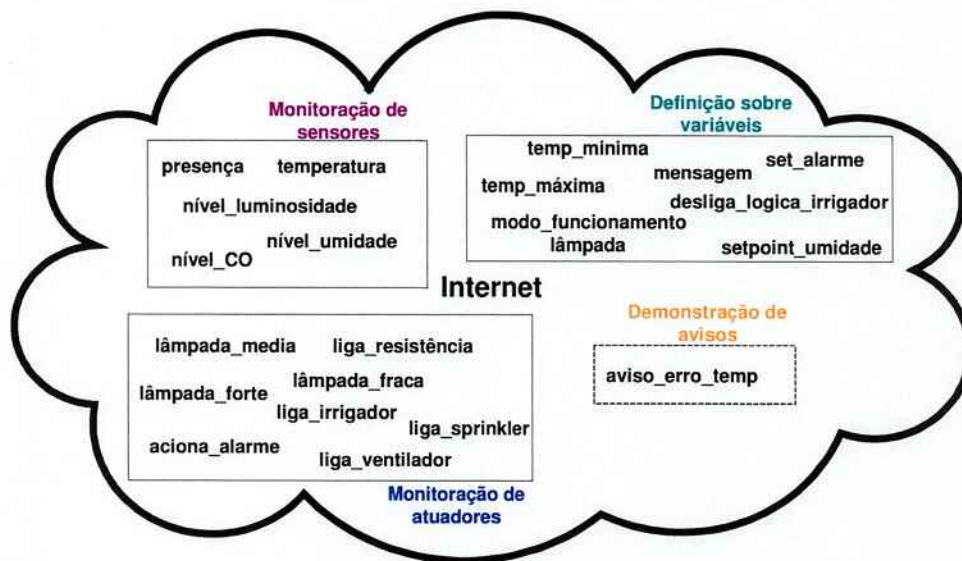 Monitoração de
sensores
presença temperatura
nível_luminosidade
nível_umidade
nível_CO
Definição sobre
variáveis
temp_minima
set_alarme
mensagem
temp_máxima
desliga_logica_irrigador
modo_funcionamento
lâmpada
setpoint_umidade
Internet
lâmpada_media liga_resistência
lâmpada_fraca
lâmpada_forte
liga_irrigador
liga_sprinkler
aciona_alarme
liga_ventilador
Monitoração de
atuadores
Demonstração de
avisos
aviso_erro_temp